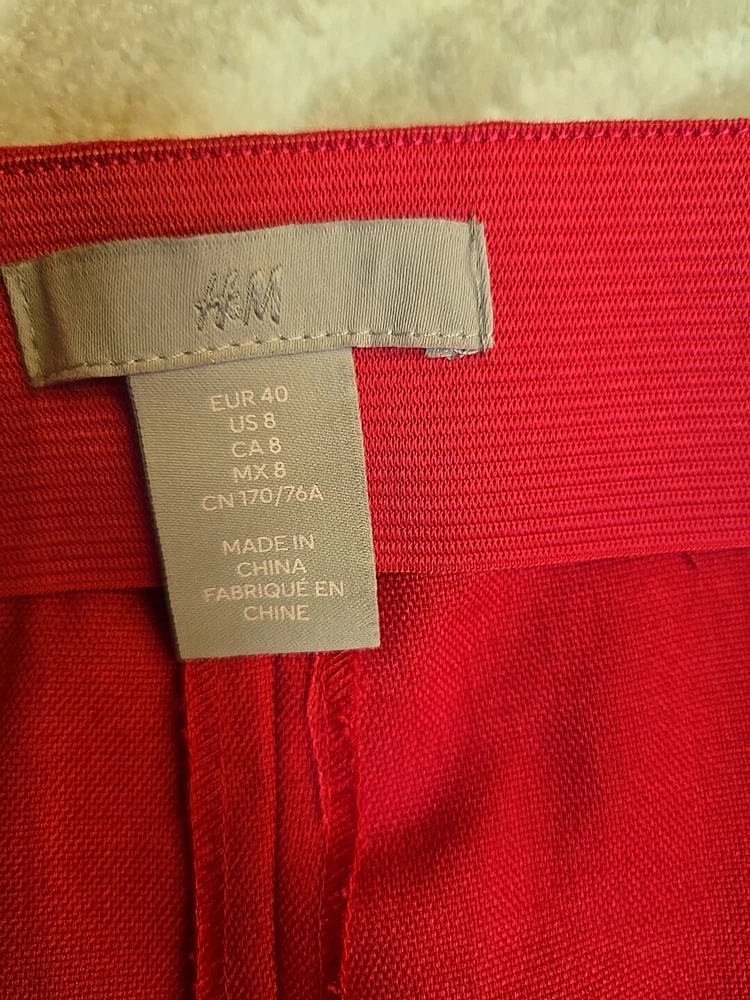 H&M
EUR 40
US 8
CA 8
MX 8
CN 170/76A
MADE IN
CHINA
FABRIQUÉ EN
CHINE